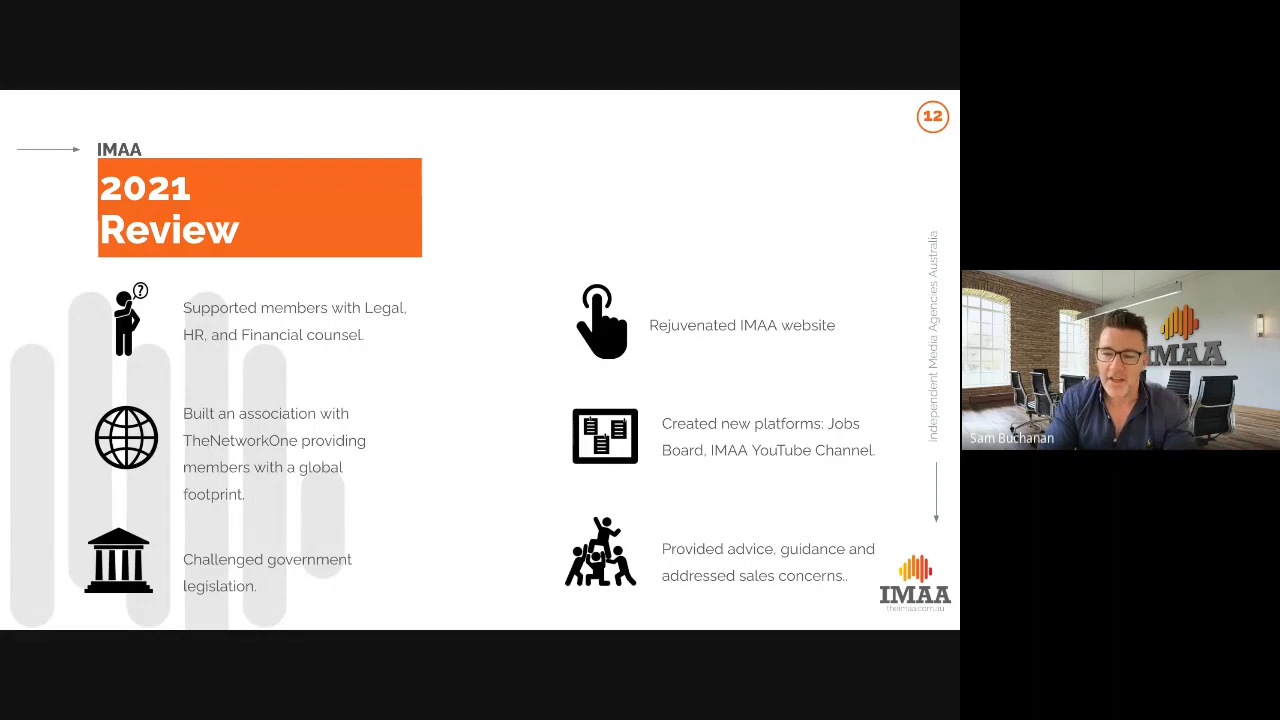 12
IMAA
2021
Review
Supported members with Legal,
HR, and Financial counsel.
Built an association with
TheNetworkOne providing
members with a global
footprint.
Challenged government
legislation.
?
Rejuvenated IMAA website
Created new platforms: Jobs
Board, IMAA YouTube Channel.
Provided advice, guidance and
addressed sales concerns..
Independent Media Agencies Australia
IMAA
theimaa.com.au
IMAA
Sam Buchanan